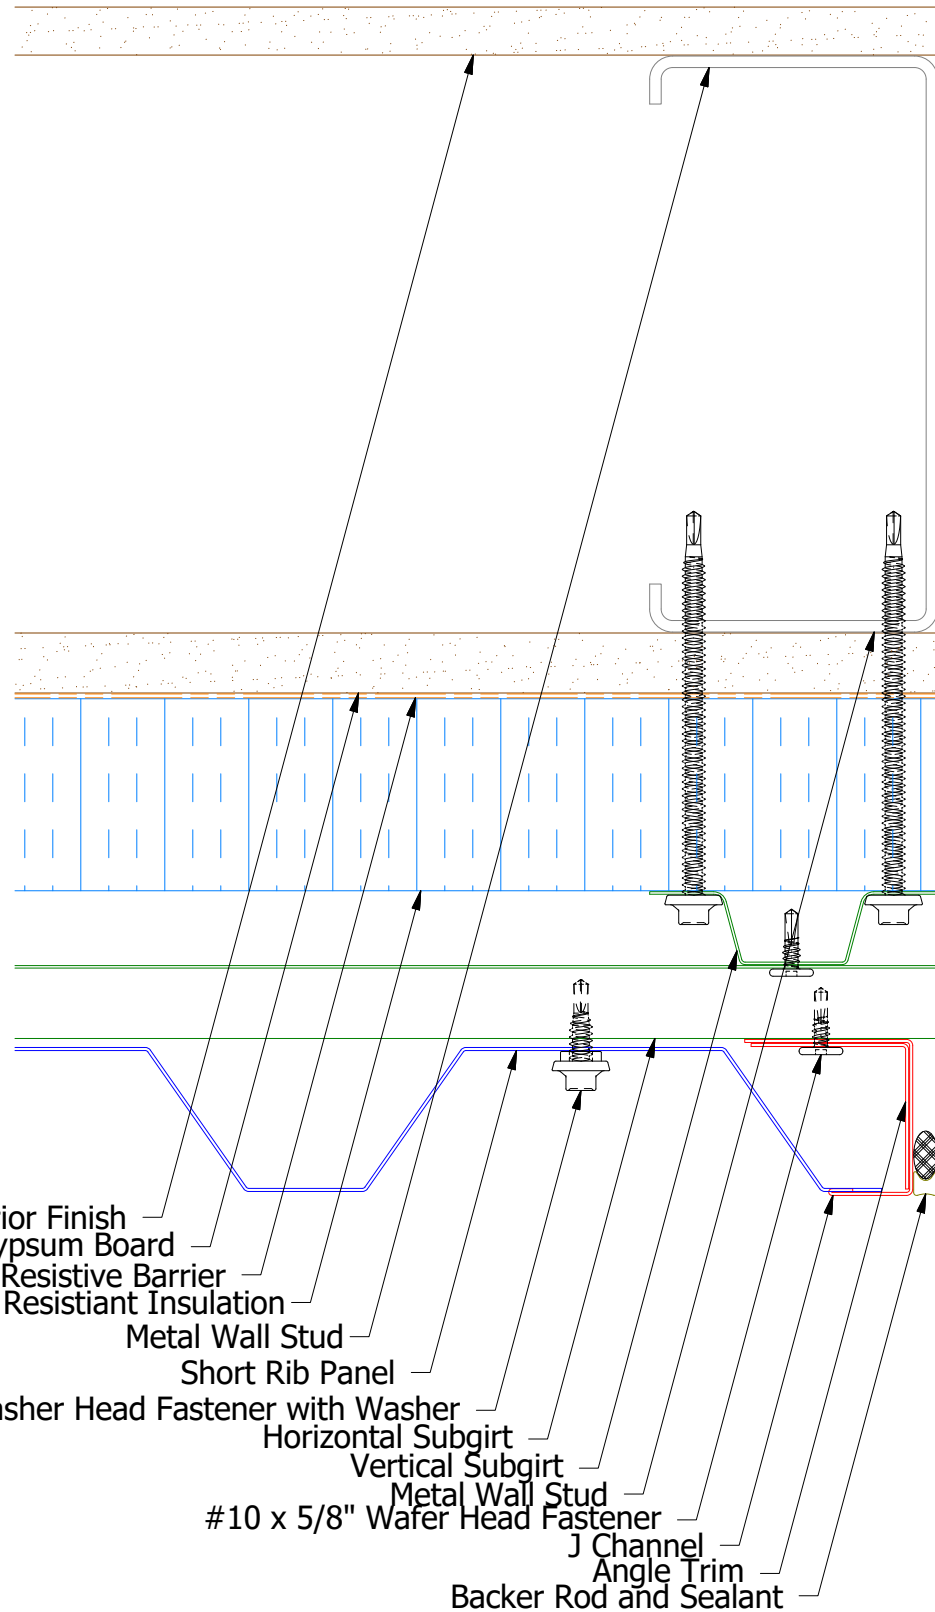 ior Finish
ypsum Board
Resistive Barrier
Resistiant Insulation
Metal Wall Stud
Short Rib Panel
asher Head Fastener with Washer
Horizontal Subgirt
Vertical Subgirt
Metal Wall Stud
#10 x 5/8" Wafer Head Fastener
J Channel
Angle Trim
Backer Rod and Sealant